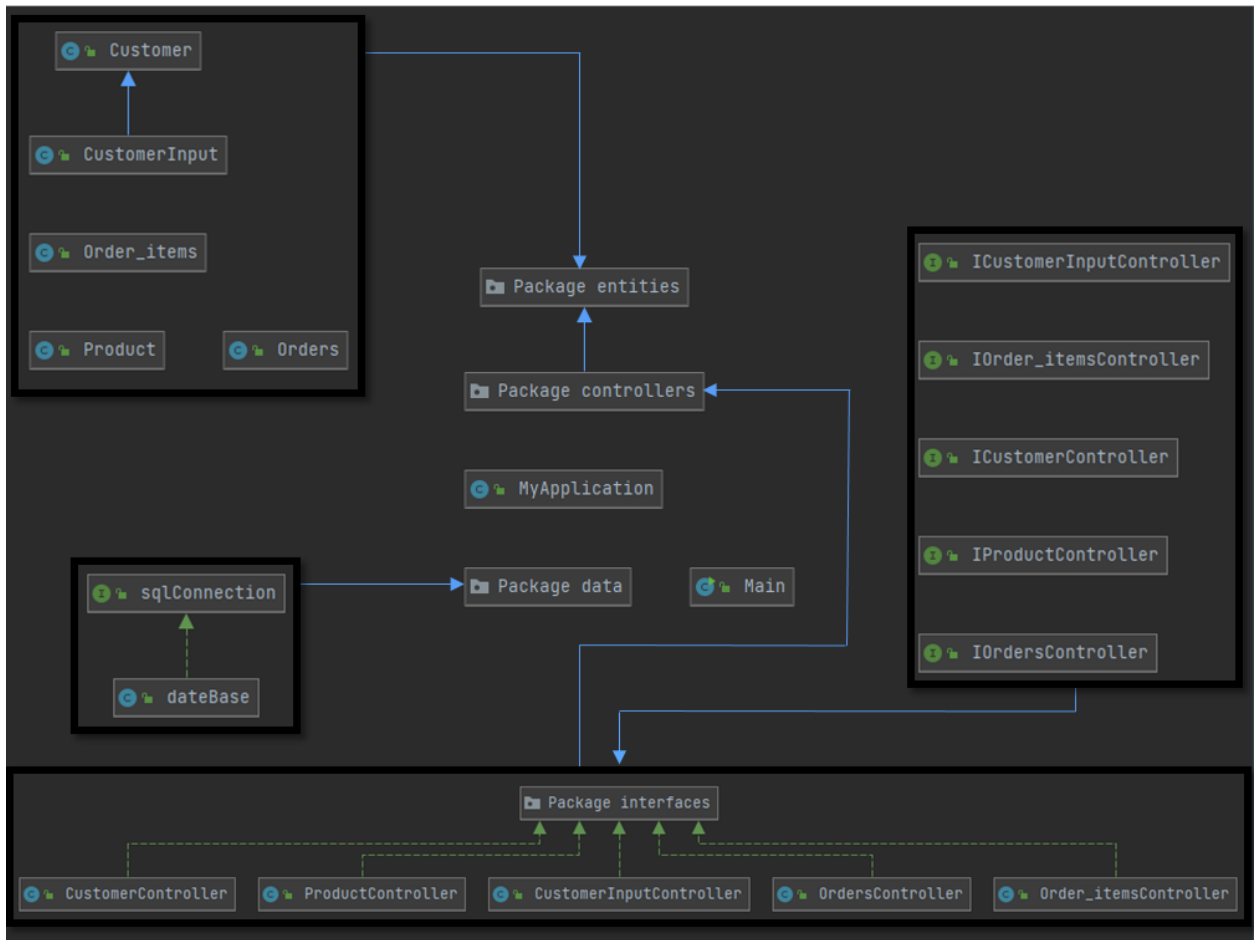 Customer
CustomerInput
Order_items
Product
Orders
Package entities
Package controllers
MyApplication
Package data
Main
sqlConnection
dateBase
ICustomerInputController
IOrder_itemsController
ICustomerController
IProductController
IOrdersController
Package interfaces
CustomerController
ProductController
CustomerInputController
OrdersController
Order_itemsController